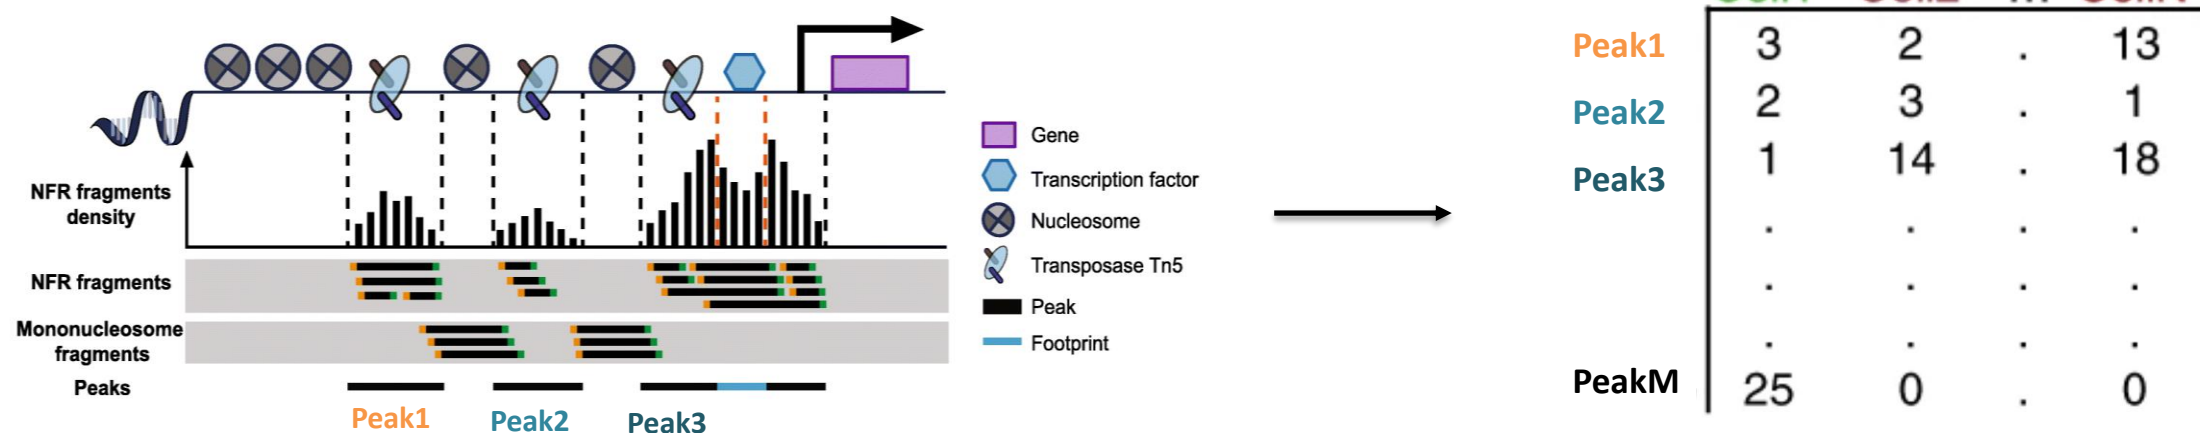 NFR fragments
density
NFR fragments
Mononucleosome
fragments
Peaks
Peak1 Peak2 Peak3
Gene
Transcription factor
Nucleosome
Transposase Tn5
Peak
Footprint
Peak1 3 2 . 13
Peak2 2 3 . 1
Peak3 1 14 . 18
. . . .
. . . .
. . . .
PeakM 25 0 . 0